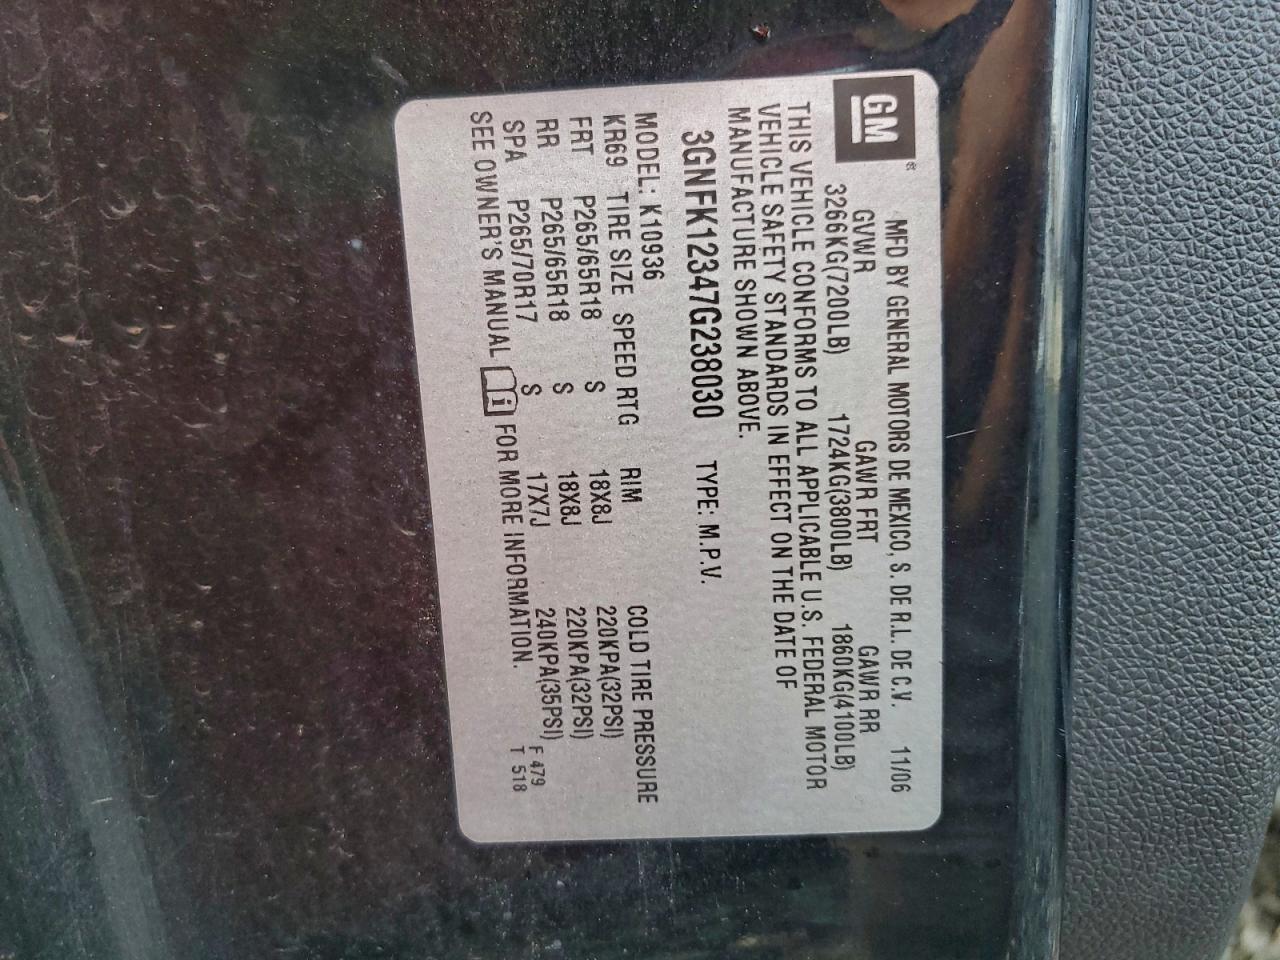 GM®
MFD BY GENERAL MOTORS DE MEXICO, S. DE R.L. DE C.V. 11/06
GVWR GAWR FRT GAWR RR
3266KG(7200LB) 1724KG(3800LB) 1860KG(4100LB)
THIS VEHICLE CONFORMS TO ALL APPLICABLE U.S. FEDERAL MOTOR
VEHICLE SAFETY STANDARDS IN EFFECT ON THE DATE OF
MANUFACTURE SHOWN ABOVE.
3GNFK12347G238030 TYPE: M.P.V.
MODEL: K10936
KR69 TIRE SIZE SPEED RTG RIM COLD TIRE PRESSURE
FRT P265/65R18 S 18X8J 220KPA(32PSI)
RR P265/65R18 S 18X8J 220KPA(32PSI)
SPA P265/70R17 S 17X7J 240KPA(35PSI) F 479
SEE OWNER'S MANUAL FOR MORE INFORMATION. T 518